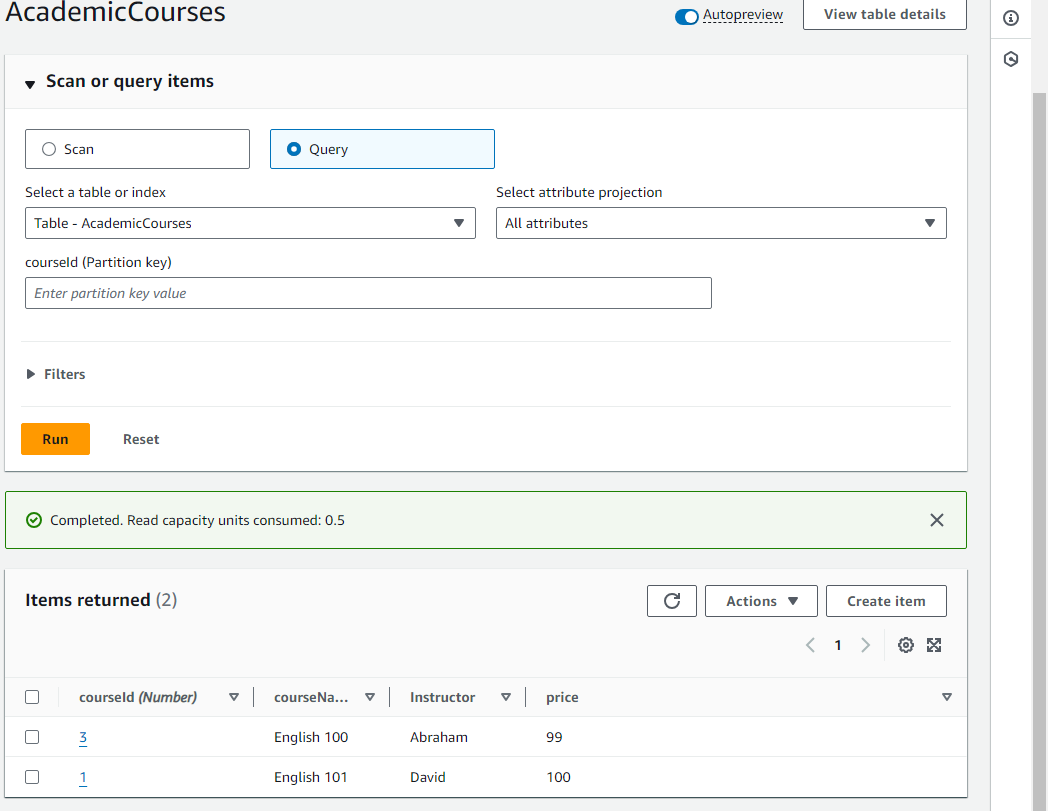 AcademicCourses
Autopreview
View table details
Scan or query items
Scan
Query
Select a table or index
Select attribute projection
Table - AcademicCourses
All attributes
courseId (Partition key)
Enter partition key value
Filters
Run
Reset
Completed. Read capacity units consumed: 0.5
Items returned (2)
Actions
Create item
1
courseId (Number)
courseNa...
Instructor
price
3
English 100
Abraham
99
1
English 101
David
100